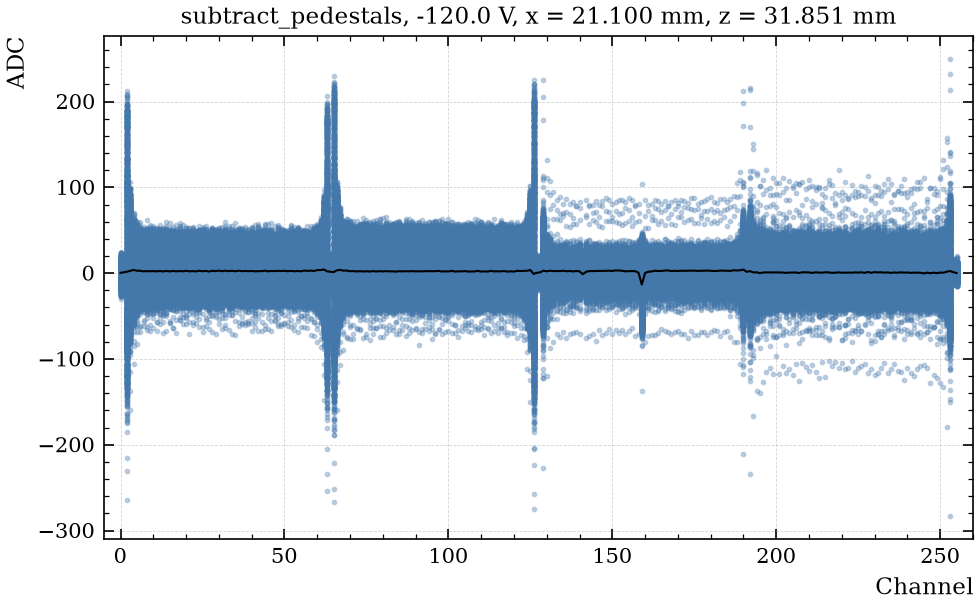 subtract_pedestals, -120.0 V, x = 21.100 mm, z = 31.851 mm
ADC
200
100
0
−100
−200
−300
0 50 100 150 200 250
Channel